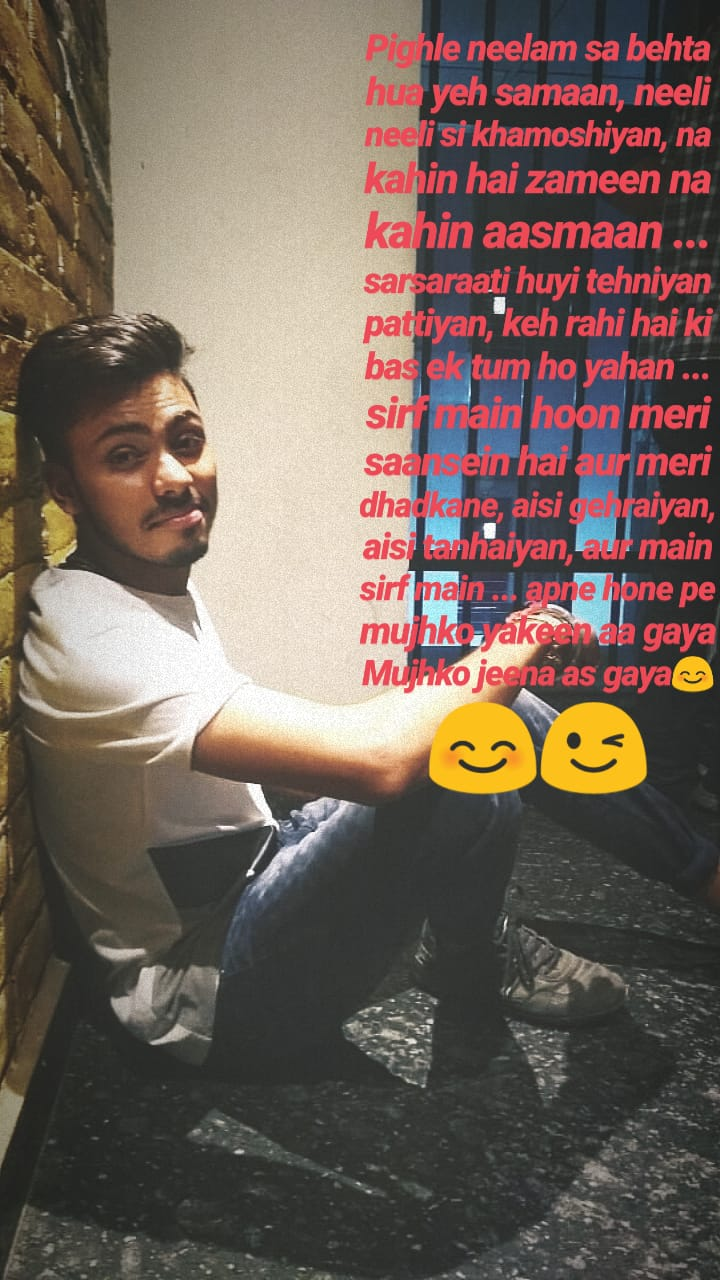 Pighle neelam sa behta
hua yeh samaan, neeli
neeli si khamoshiyan, na
kahin hai zameen na
kahin aasmaan ...
sarsaraati huyi tehniyan
pattiyan, keh rahi hai ki
bas ek tum ho yahan ...
sirf main hoon meri
saansein hai aur meri
dhadkane, aisi gehraiyan,
aisi tanhaiyan, aur main
sirf main ... apne hone pe
mujhko yakeen aa gaya
Mujhko jeena as gaya😊
😊😉